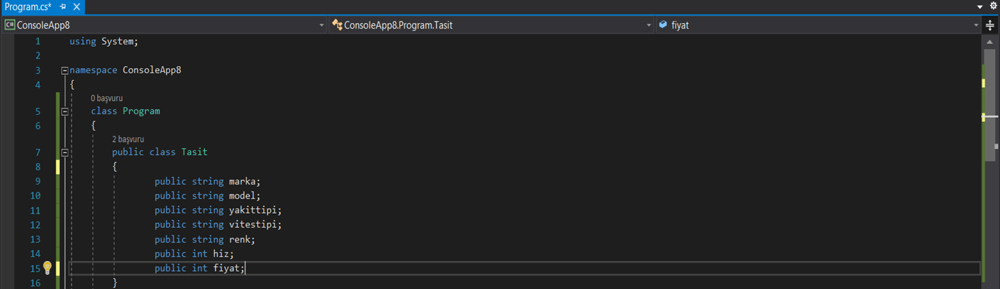 Program.cs*
ConsoleApp8 ConsoleApp8.Program.Tasit fiyat
1 using System;
2
3 namespace ConsoleApp8
4 {
0 başvuru
5 class Program
6 {
2 başvuru
7 public class Tasit
8 {
9 public string marka;
10 public string model;
11 public string yakittipi;
12 public string vitestipi;
13 public string renk;
14 public int hiz;
15 public int fiyat;
16 }